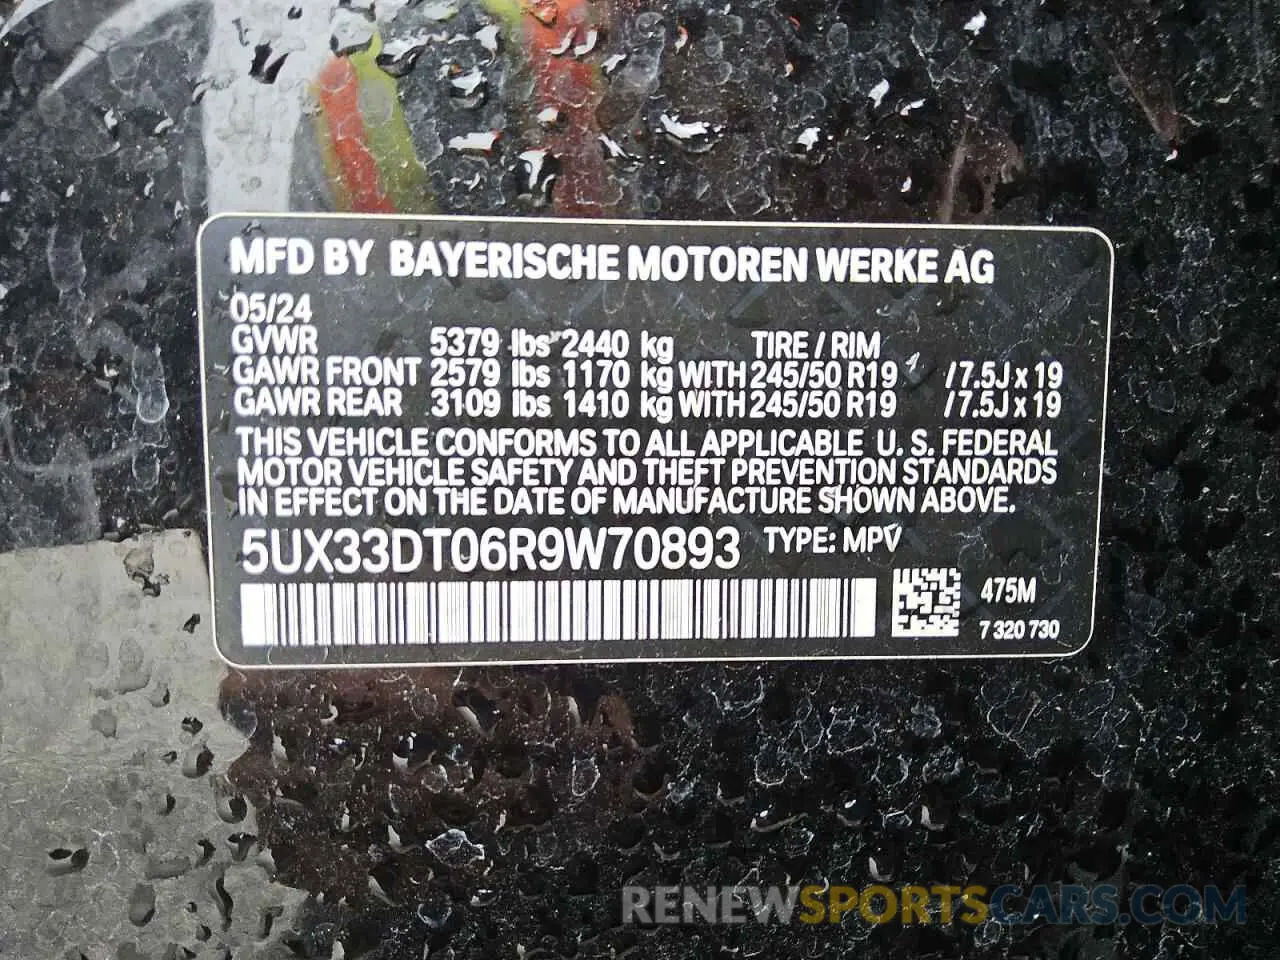 MFD BY BAYERISCHE MOTOREN WERKE AG
05/24
GVWR 5379 lbs 2440 kg TIRE / RIM
GAWR FRONT 2579 lbs 1170 kg WITH 245/50 R19 /7.5J x 19
GAWR REAR 3109 lbs 1410 kg WITH 245/50 R19 /7.5J x 19
THIS VEHICLE CONFORMS TO ALL APPLICABLE U. S. FEDERAL
MOTOR VEHICLE SAFETY AND THEFT PREVENTION STANDARDS
IN EFFECT ON THE DATE OF MANUFACTURE SHOWN ABOVE.
5UX33DT06R9W70893 TYPE: MPV
475M
7 320 730
RENEWSPORTSCARS.COM